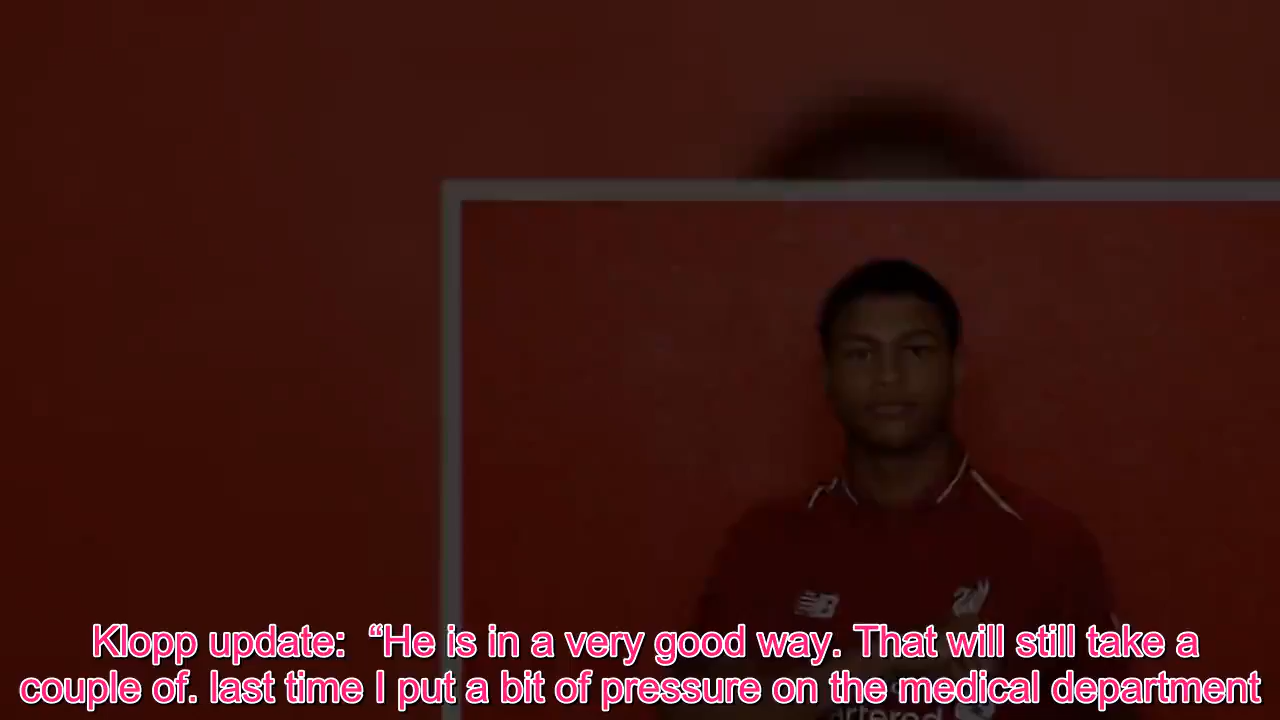 Klopp update:  “He is in a very good way. That will still take a
couple of. last time I put a bit of pressure on the medical department